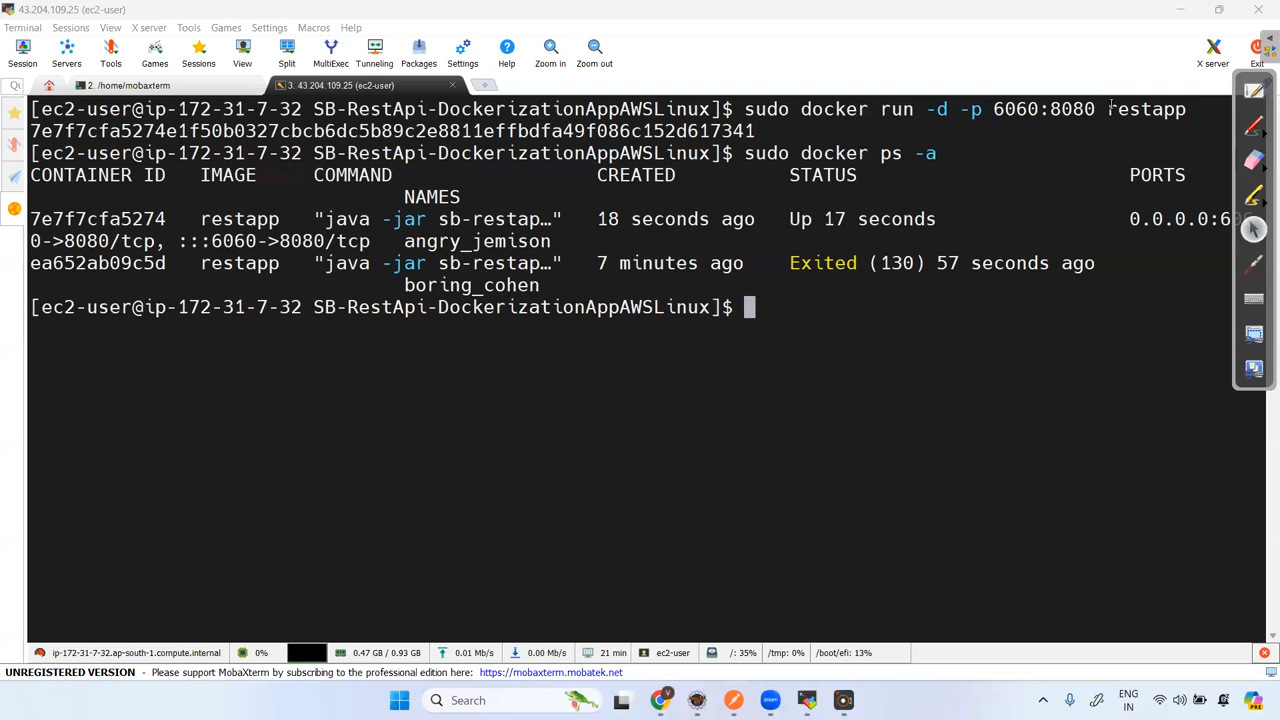 43.204.109.25 (ec2-user)
Terminal Sessions View X server Tools Games Settings Macros Help
Session Servers Tools Games Sessions View Split MultiExec Tunneling Packages Settings Help Zoom in Zoom out X server Exit
2. /home/mobaxterm 3. 43.204.109.25 (ec2-user)
[ec2-user@ip-172-31-7-32 SB-RestApi-DockerizationAppAWSLinux]$ sudo docker run -d -p 6060:8080 restapp
7e7f7cfa5274e1f50b0327cbcb6dc5b89c2e8811effbdfa49f086c152d617341
[ec2-user@ip-172-31-7-32 SB-RestApi-DockerizationAppAWSLinux]$ sudo docker ps -a
CONTAINER ID IMAGE COMMAND CREATED STATUS PORTS
NAMES
7e7f7cfa5274 restapp "java -jar sb-restap…" 18 seconds ago Up 17 seconds 0.0.0.0:606
0->8080/tcp, :::6060->8080/tcp angry_jemison
ea652ab09c5d restapp "java -jar sb-restap…" 7 minutes ago Exited (130) 57 seconds ago
boring_cohen
[ec2-user@ip-172-31-7-32 SB-RestApi-DockerizationAppAWSLinux]$
ip-172-31-7-32.ap-south-1.compute.internal 0% 0.47 GB / 0.93 GB 0.01 Mb/s 0.00 Mb/s 21 min ec2-user /: 35% /tmp: 0% /boot/efi: 13%
UNREGISTERED VERSION - Please support MobaXterm by subscribing to the professional edition here: https://mobaxterm.mobatek.net
Search ENG
IN